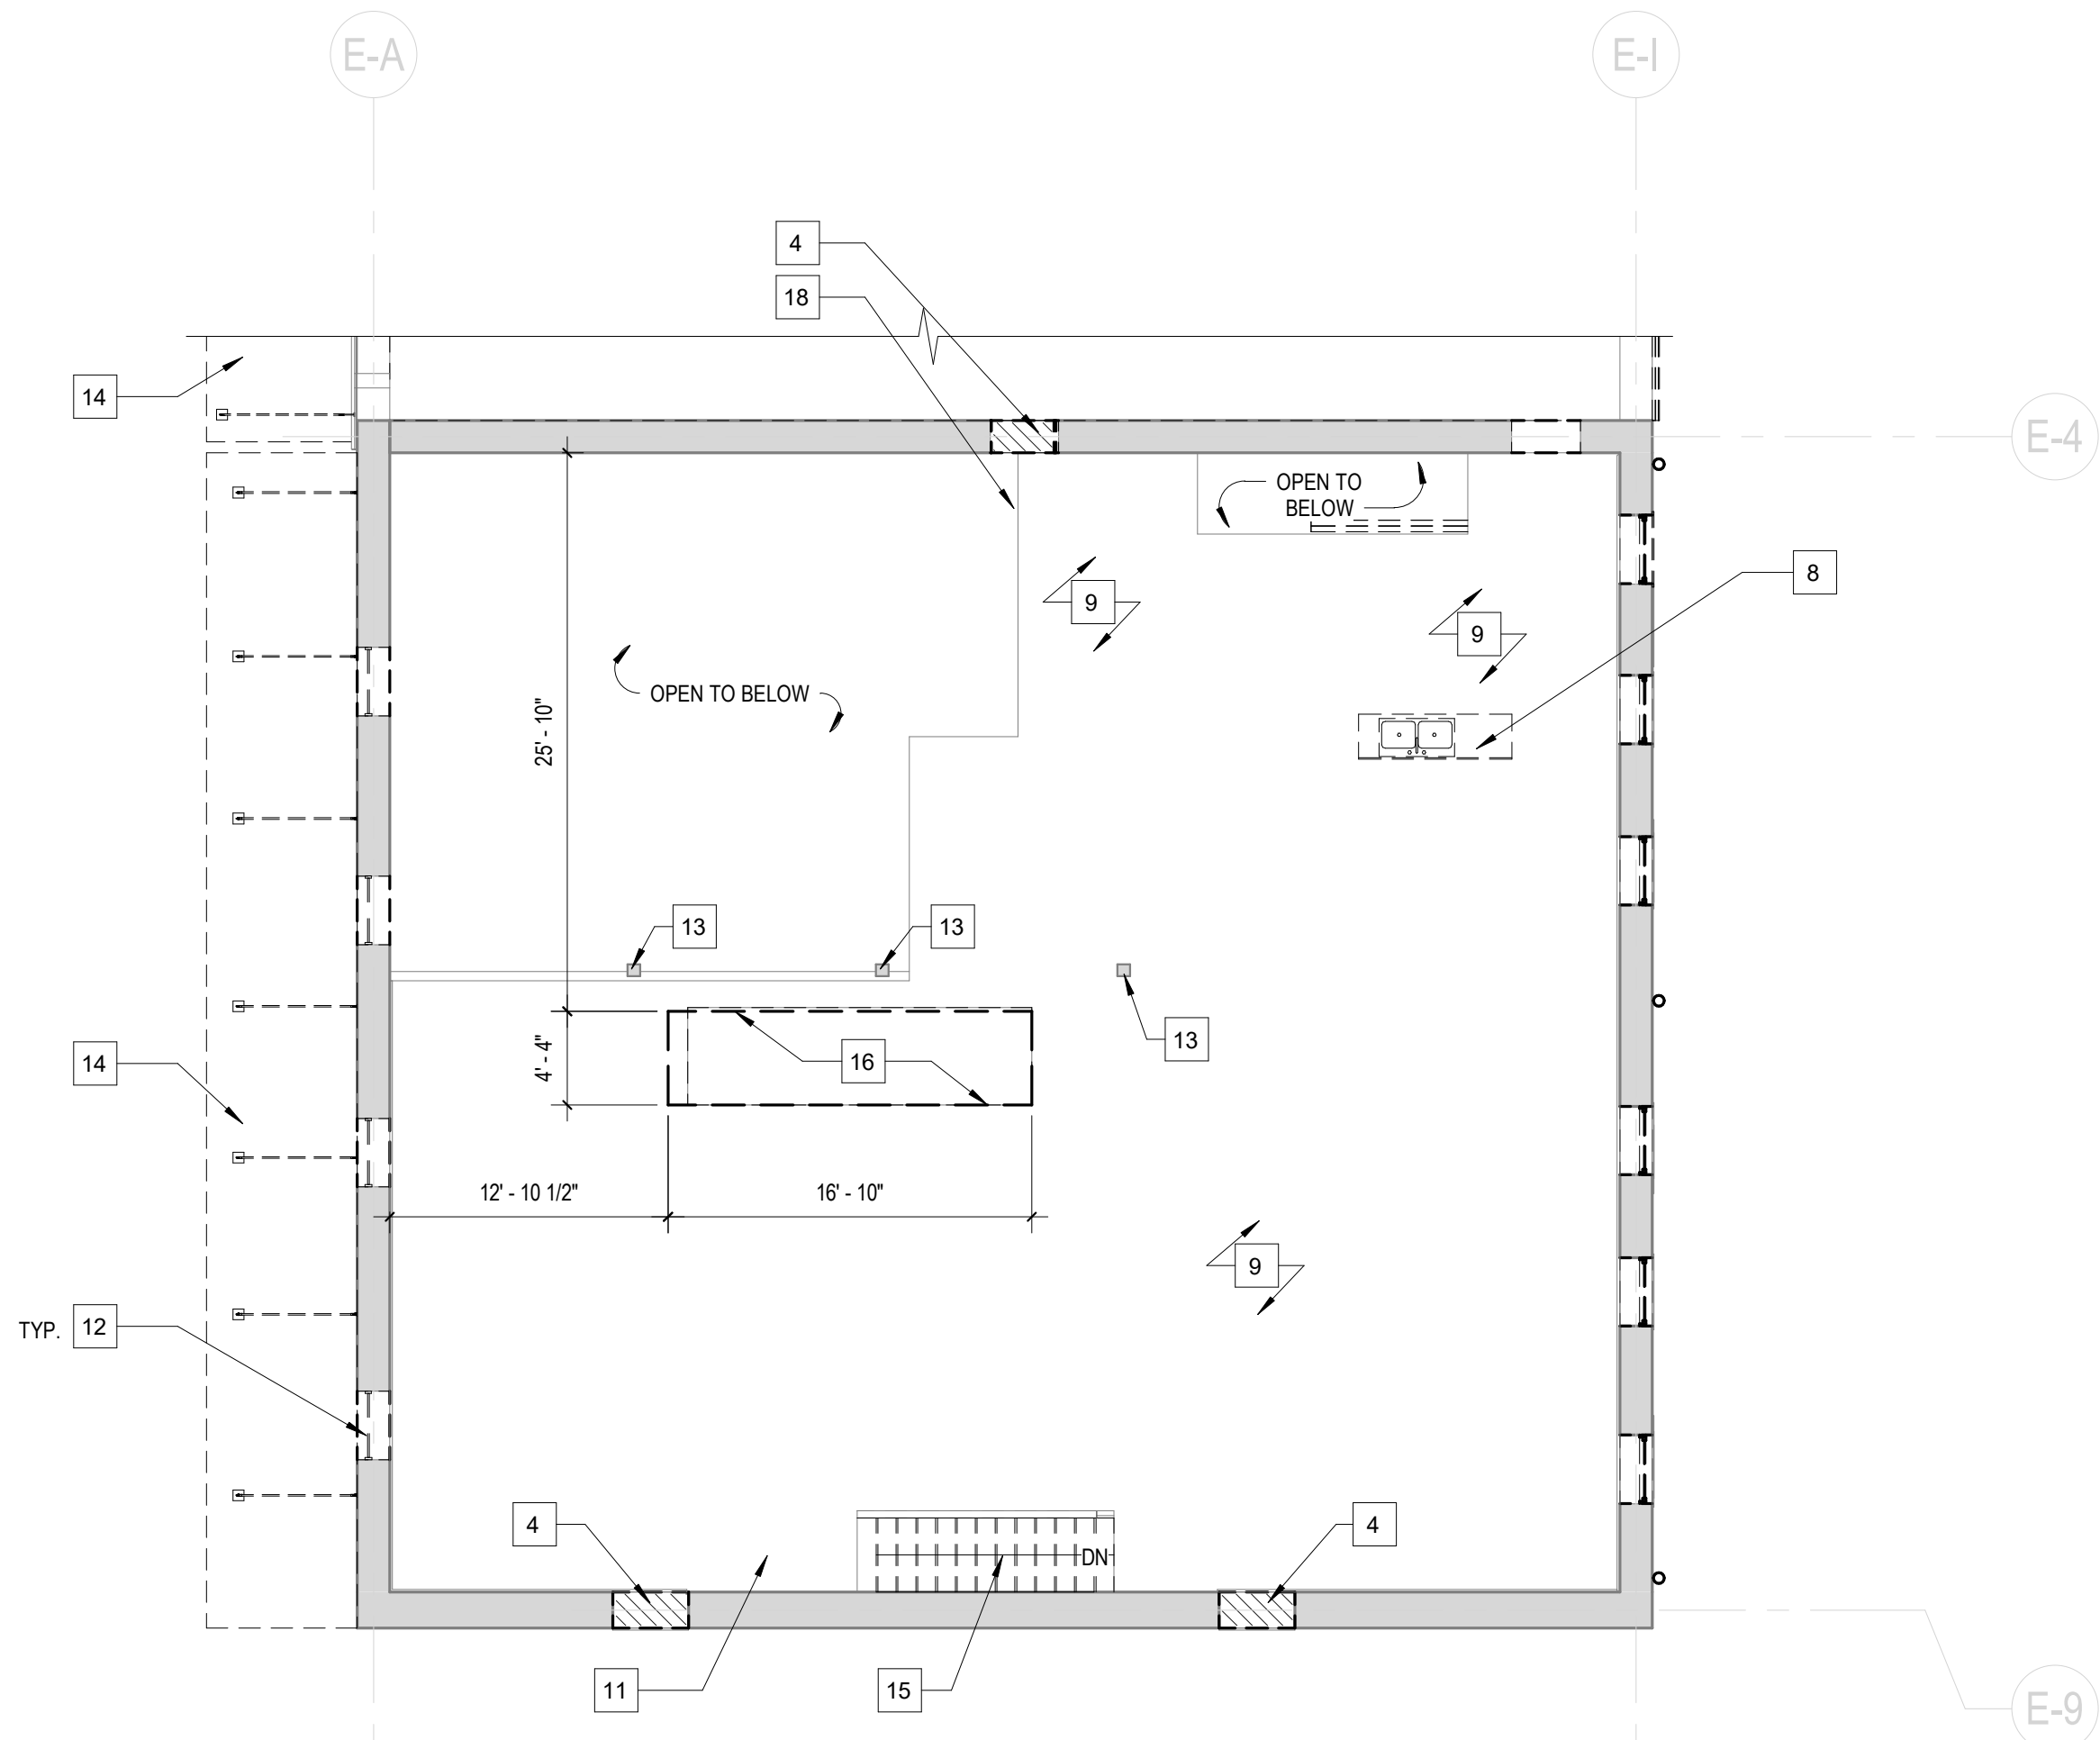 E-A
E-I
4
18
14
E-4
OPEN TO
BELOW
8
9
9
OPEN TO BELOW
25' - 10"
13
13
13
16
4' - 4"
14
12' - 10 1/2"
16' - 10"
9
TYP. 12
4
4
DN
11
15
E-9